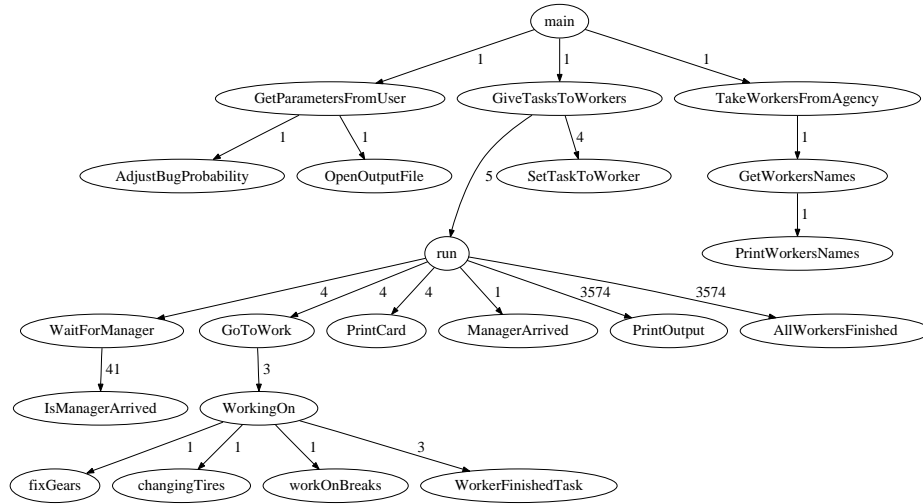 main
1
1
1
GetParametersFromUser
GiveTasksToWorkers
TakeWorkersFromAgency
1
1
4
1
5
AdjustBugProbability
OpenOutputFile
SetTaskToWorker
GetWorkersNames
1
run
PrintWorkersNames
4
4
4
1
3574
3574
WaitForManager
GoToWork
PrintCard
ManagerArrived
PrintOutput
AllWorkersFinished
41
3
IsManagerArrived
WorkingOn
1
1
1
3
fixGears
changingTires
workOnBreaks
WorkerFinishedTask